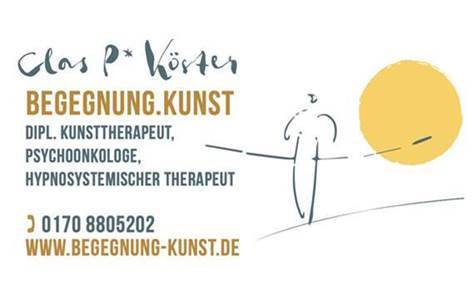 Clas P* Köster
BEGEGNUNG.KUNST
DIPL. KUNSTTHERAPEUT,
PSYCHOONKOLOGE,
HYPNOSYSTEMISCHER THERAPEUT
0170 8805202
WWW.BEGEGNUNG-KUNST.DE